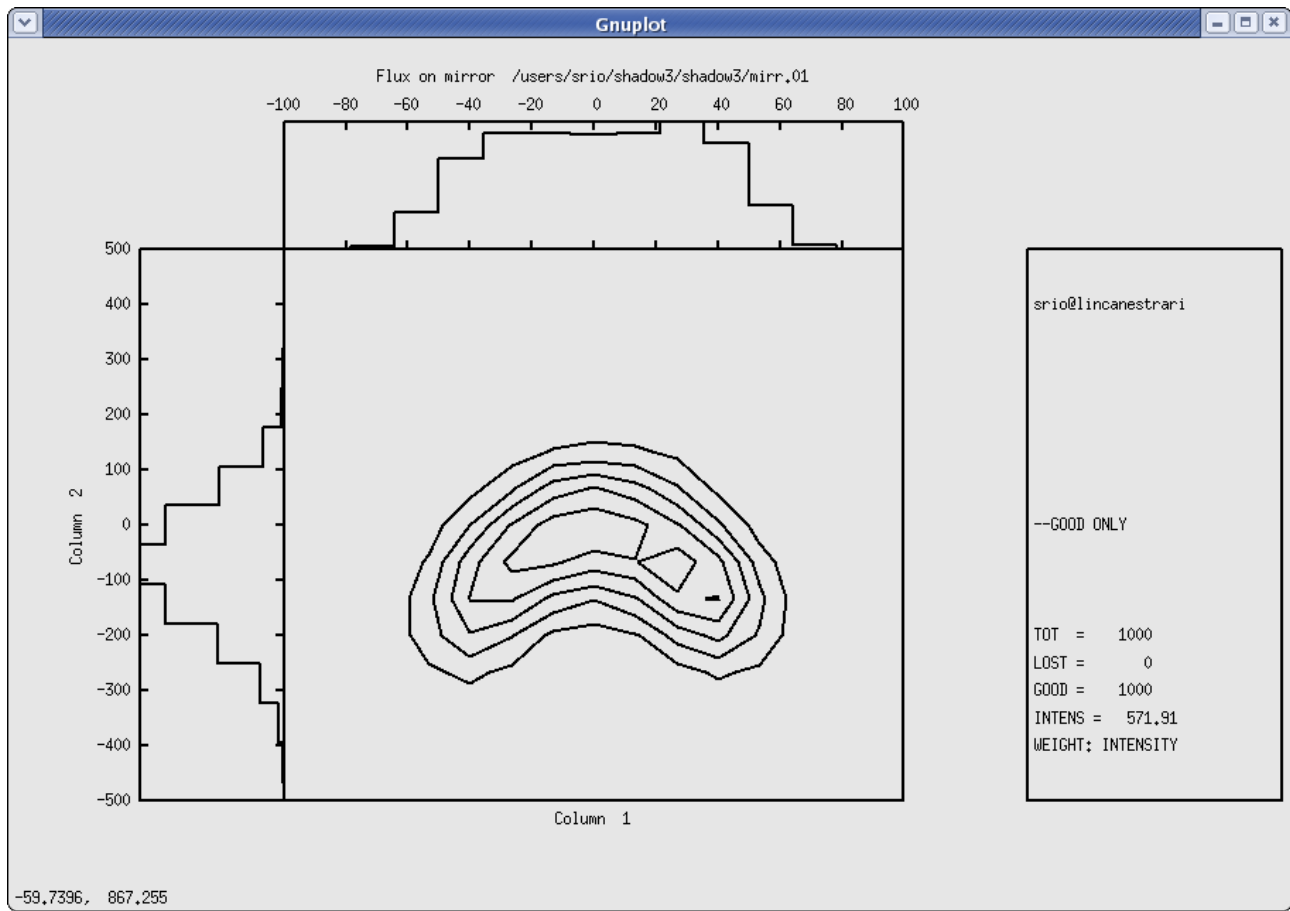 Gnuplot
Flux on mirror /users/srio/shadow3/shadow3/mirr.01
-100 -80 -60 -40 -20 0 20 40 60 80 100
500
400
300
200
100
0
-100
-200
-300
-400
-500
Column 2
Column 1
srio@lincanestrari
--GOOD ONLY
TOT = 1000
LOST = 0
GOOD = 1000
INTENS = 571.91
WEIGHT: INTENSITY
-59.7396, 867.255